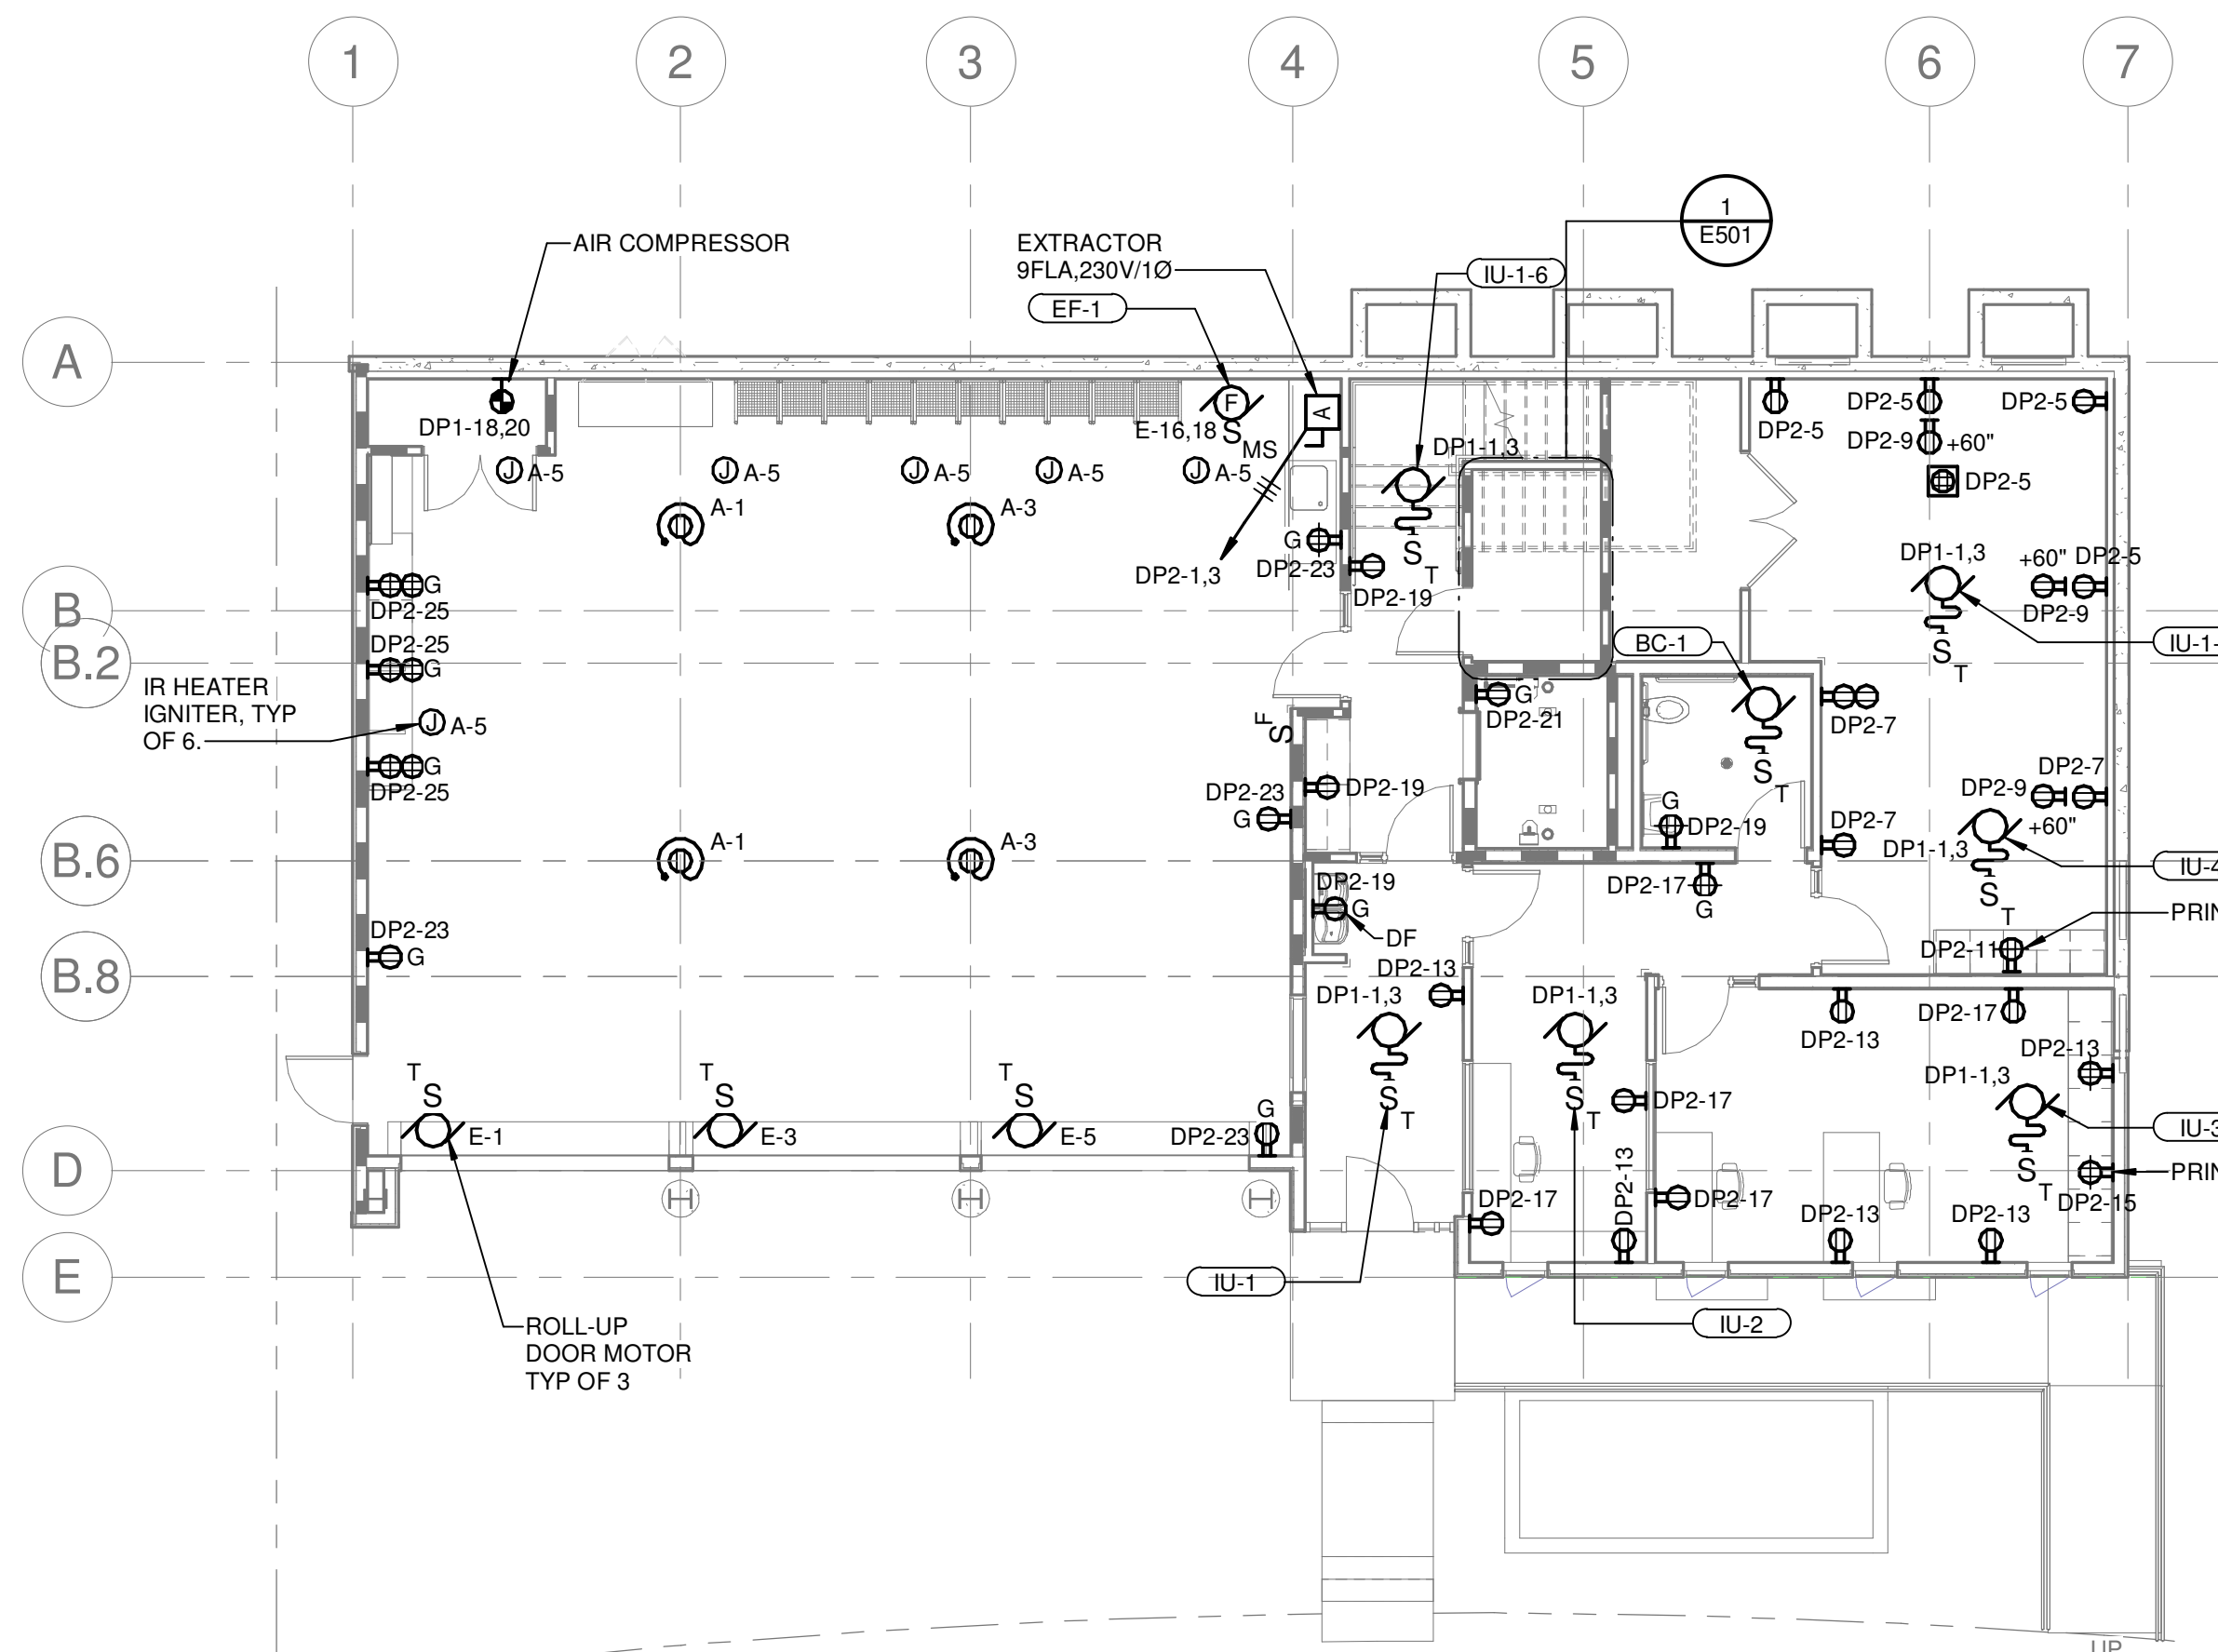 1
2
3
4
5
6
7
1
E501
AIR COMPRESSOR
EXTRACTOR
9FLA,230V/1Ø
EF-1
IU-1-6
A
F
A
DP1-18,20
E-16,18
S
MS
DP1-1,3
DP2-5
DP2-5
DP2-5
DP2-9
+60"
DP2-5
J
A-5
J
A-5
J
A-5
J
A-5
J
A-5
A-1
A-3
S
T
G
DP2-23
DP2-1,3
DP2-19
DP1-1,3
+60"
DP2-5
DP2-9
S
T
IU-1-
G
DP2-25
B
DP2-25
G
B.2
BC-1
IR HEATER
IGNITER, TYP
OF 6.
J
A-5
G
DP2-21
DP2-7
S
F
S
T
G
DP2-25
DP2-19
DP2-23
G
G
DP2-19
DP2-7
DP2-9
+60"
DP2-7
DP1-1,3
S
T
IU-4
B.6
A-1
A-3
DP2-19
G
DF
DP2-17
G
PRIN
DP2-11
DP2-23
G
B.8
DP2-13
DP1-1,3
DP1-1,3
DP2-13
DP2-17
DP2-13
DP1-1,3
S
T
S
T
DP2-17
S
T
IU-3
PRIN
T
S
E-1
T
S
E-3
T
S
E-5
G
DP2-23
D
H
H
H
DP2-17
DP2-13
DP2-17
DP2-13
DP2-13
DP2-15
E
IU-1
IU-2
ROLL-UP
DOOR MOTOR
TYP OF 3
UP